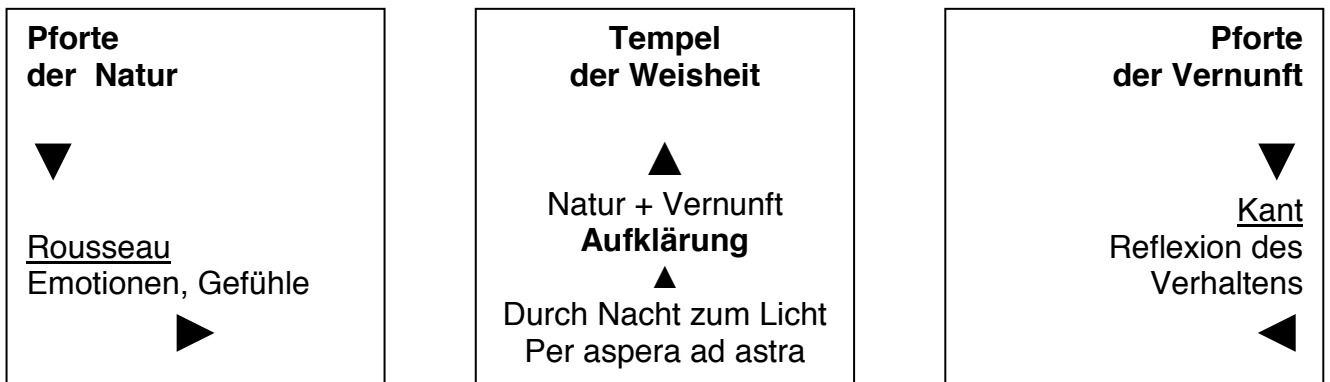 Pforte
der Natur
Rousseau
Emotionen, Gefühle
Tempel
der Weisheit
Natur + Vernunft
Aufklärung
Durch Nacht zum Licht
Per aspera ad astra
Pforte
der Vernunft
Kant
Reflexion des
Verhaltens